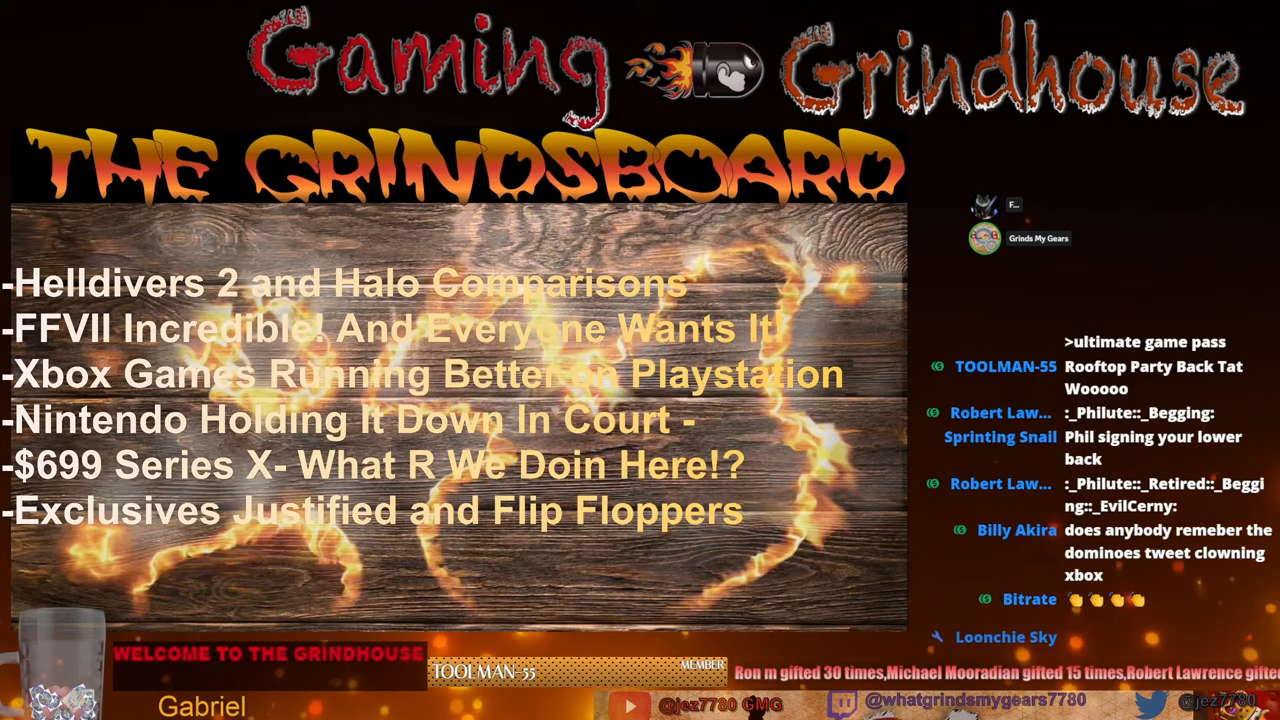 Gaming Grindhouse
THE GRINDSBOARD
F...
Grinds My Gears
-Helldivers 2 and Halo Comparisons
-FFVII Incredible! And Everyone Wants It!
-Xbox Games Running Better on Playstation
-Nintendo Holding It Down In Court -
-$699 Series X- What R We Doin Here!?
-Exclusives Justified and Flip Floppers
>ultimate game pass
TOOLMAN-55 Rooftop Party Back Tat
Wooooo
Robert Law... :_Philute::_Begging:
Sprinting Snail Phil signing your lower
back
Robert Law... :_Philute::_Retired::_Beggi
ng::_EvilCerny:
Billy Akira does anybody remeber the
dominoes tweet clowning
xbox
Bitrate 👏👏👏👏
Loonchie Sky
WELCOME TO THE GRINDHOUSE
TOOLMAN-55 MEMBER
Ron m gifted 30 times,Michael Mooradian gifted 15 times,Robert Lawrence gifte
Gabriel
@jez7780 GMG
@whatgrindsmygears7780
@jez7780